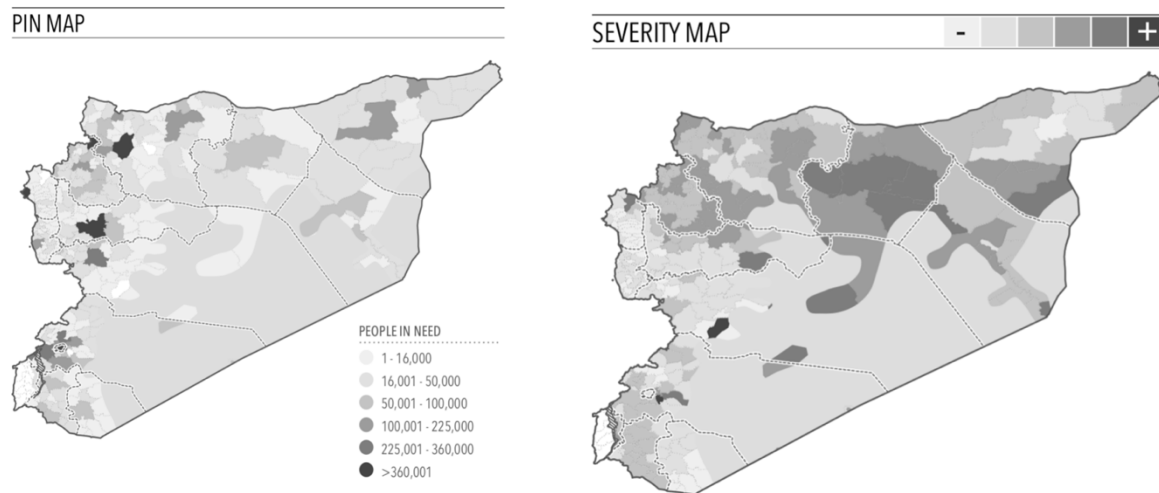 PIN MAP
SEVERITY MAP
- +
PEOPLE IN NEED
1 - 16,000
16,001 - 50,000
50,001 - 100,000
100,001 - 225,000
225,001 - 360,000
>360,001